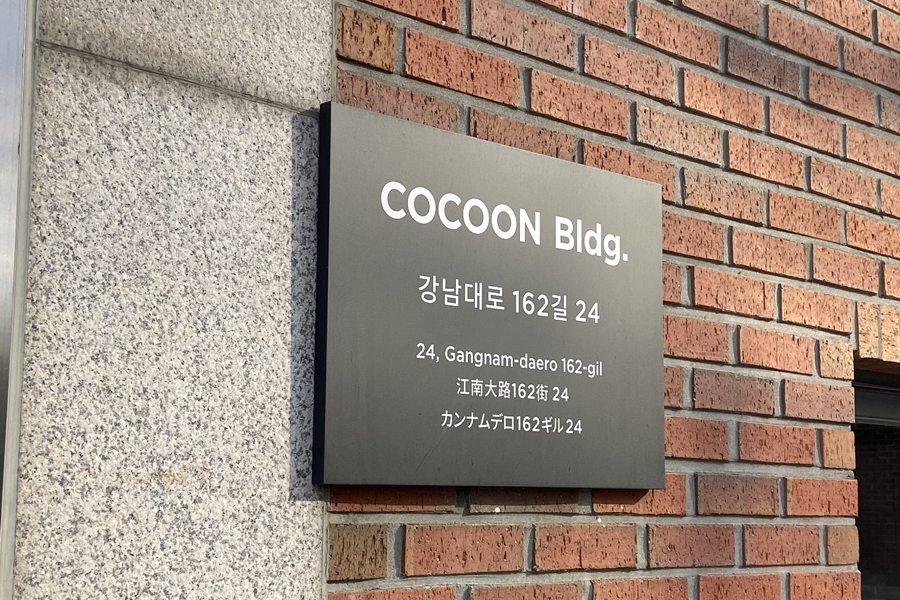 COCOON Bldg.
강남대로 162길 24
24, Gangnam-daero 162-gil
江南大路162街 24
カンナムデロ162ギル24